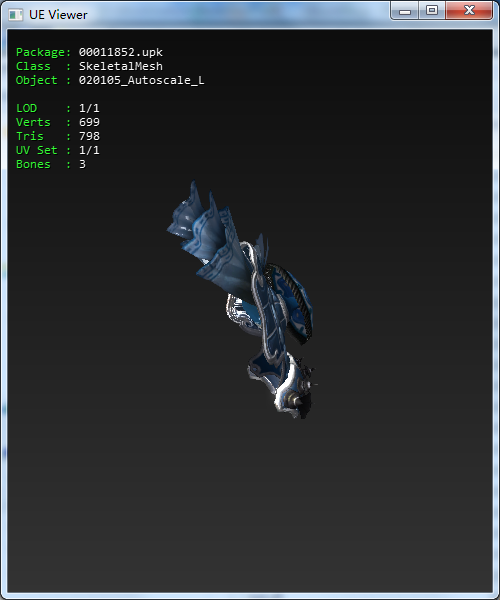 UE Viewer
Package: 00011852.upk
Class : SkeletalMesh
Object : 020105_Autoscale_L
LOD : 1/1
Verts : 699
Tris : 798
UV Set : 1/1
Bones : 3